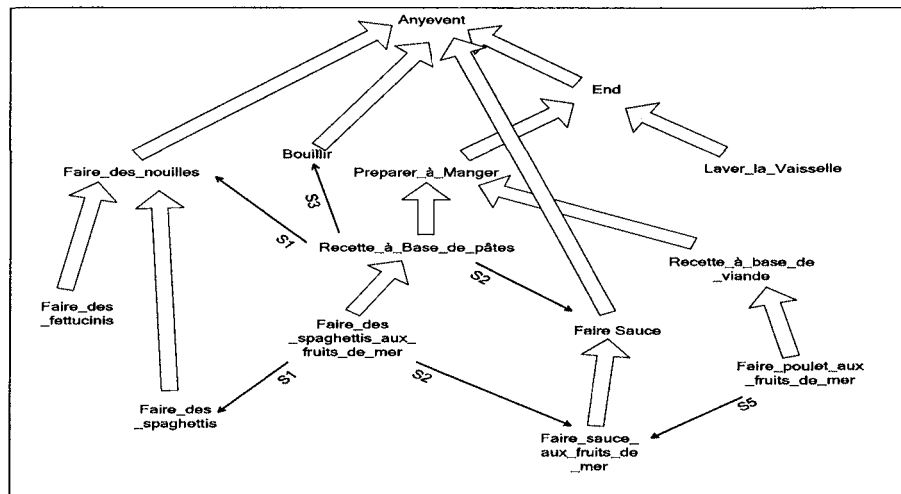 Anyevent
End
Bouillir
Faire_des_nouilles
Preparer_à_Manger
Laver_la_Vaisselle
S3
S1
Recette_à_Base_de_pâtes
S2
Recette_à_base_de
_viande
Faire_des
_fettucinis
Faire_des
_spaghettis_aux_
fruits_de_mer
Faire Sauce
Faire_poulet_aux
_fruits_de_mer
S1
S2
S5
Faire_des
_spaghettis
Faire_sauce_
aux_fruits_de
_mer